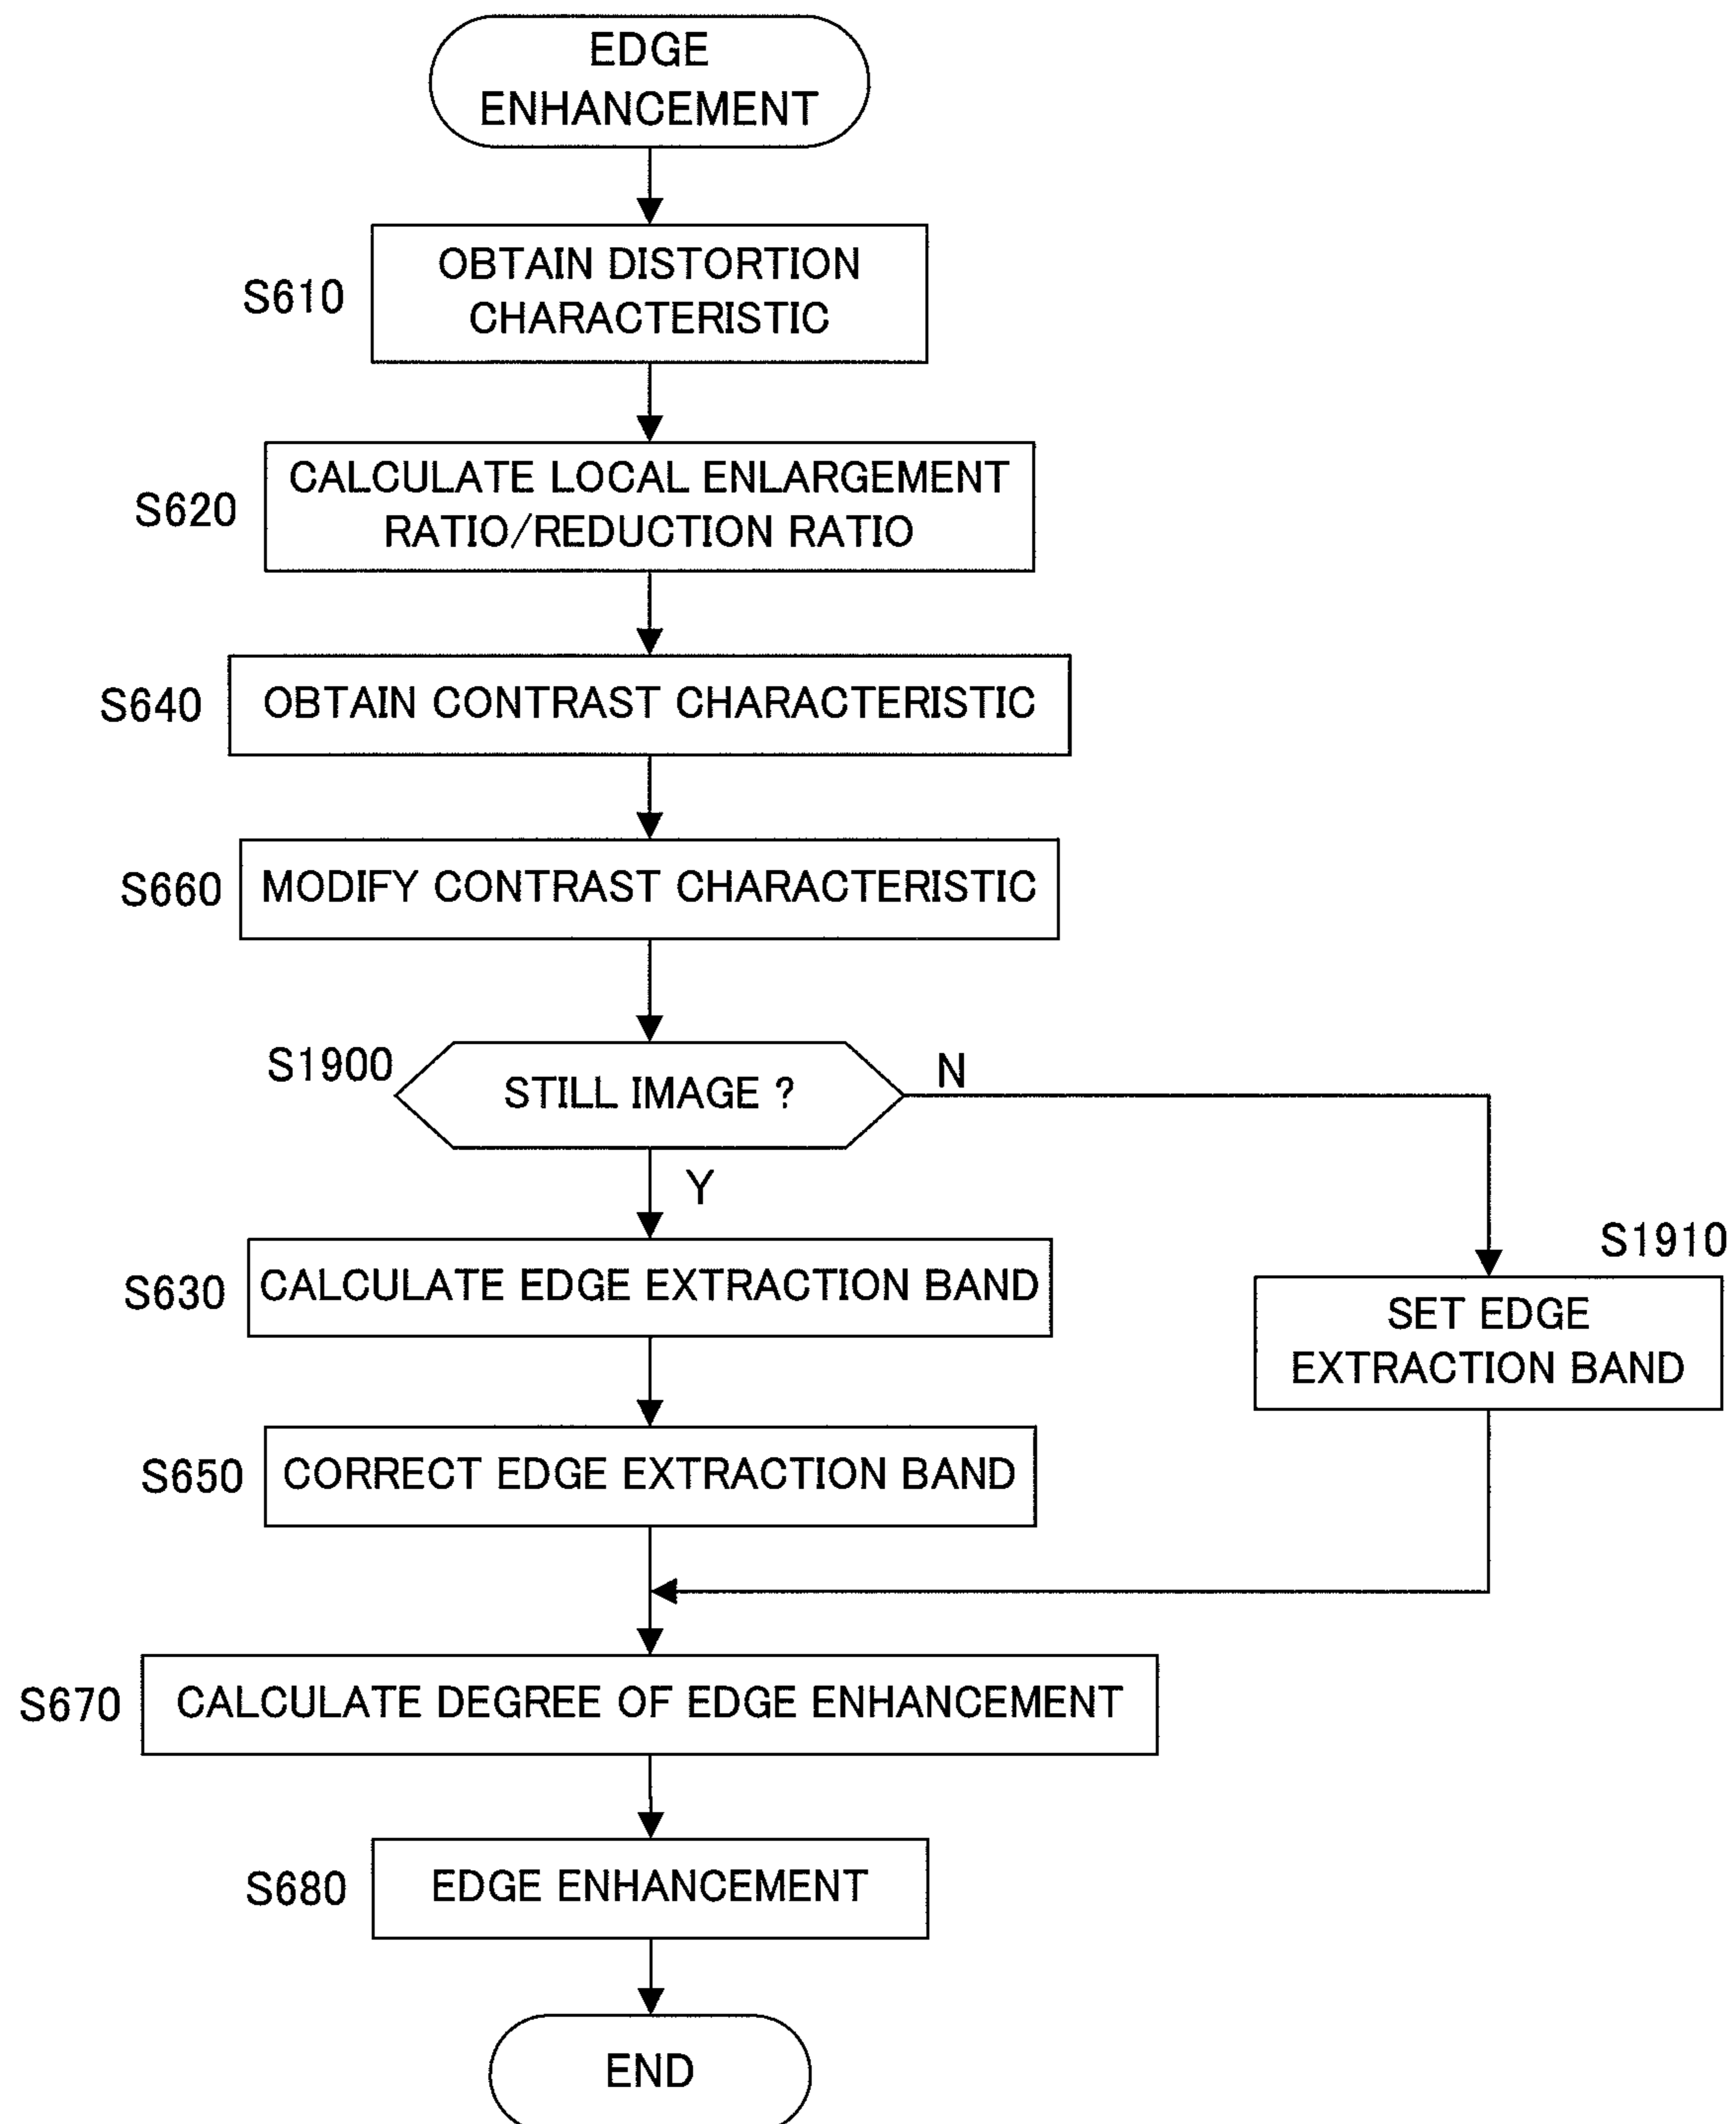 EDGE
ENHANCEMENT
S610
OBTAIN DISTORTION
CHARACTERISTIC
S620
CALCULATE LOCAL ENLARGEMENT
RATIO/REDUCTION RATIO
S640
OBTAIN CONTRAST CHARACTERISTIC
S660
MODIFY CONTRAST CHARACTERISTIC
S1900
STILL IMAGE ?
N
Y
S630
CALCULATE EDGE EXTRACTION BAND
S1910
SET EDGE
EXTRACTION BAND
S650
CORRECT EDGE EXTRACTION BAND
S670
CALCULATE DEGREE OF EDGE ENHANCEMENT
S680
EDGE ENHANCEMENT
END